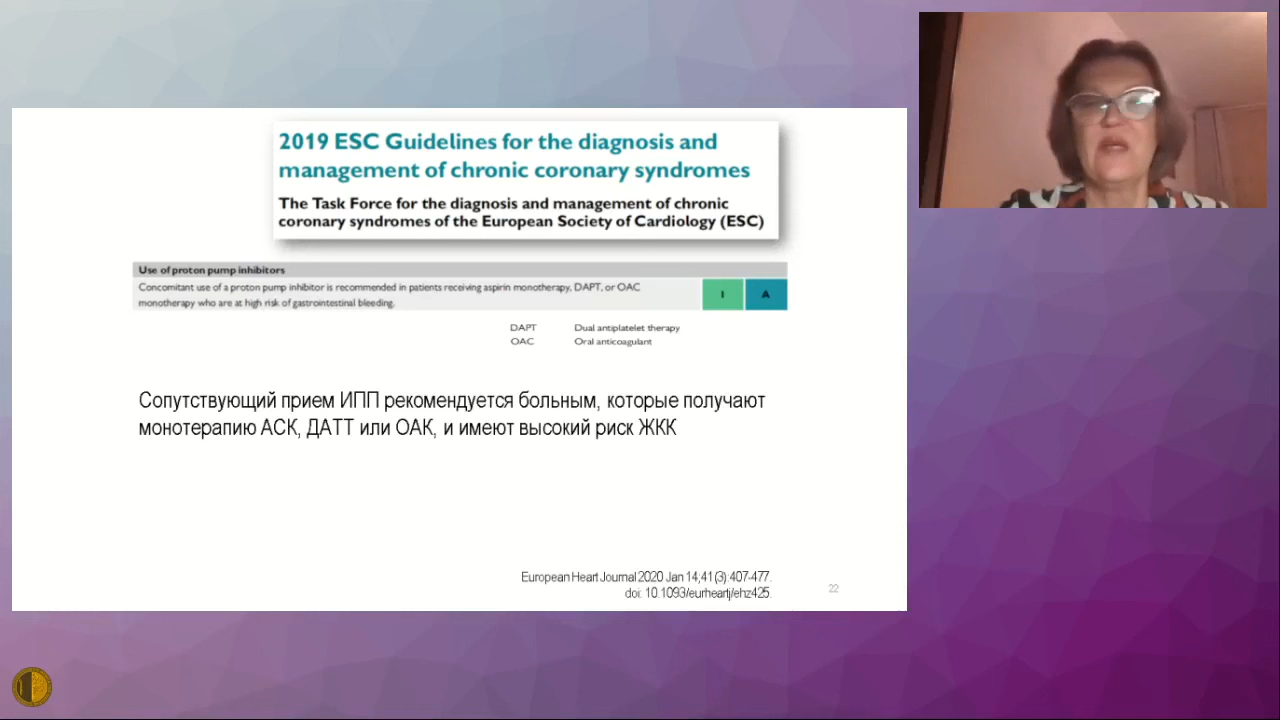 2019 ESC Guidelines for the diagnosis and
management of chronic coronary syndromes
The Task Force for the diagnosis and management of chronic
coronary syndromes of the European Society of Cardiology (ESC)
Use of proton pump inhibitors
Concomitant use of a proton pump inhibitor is recommended in patients receiving aspirin monotherapy, DAPT, or OAC
monotherapy who are at high risk of gastrointestinal bleeding.
I A
DAPT Dual antiplatelet therapy
OAC Oral anticoagulant
Сопутствующий прием ИПП рекомендуется больным, которые получают
монотерапию АСК, ДАТТ или ОАК, и имеют высокий риск ЖКК
European Heart Journal 2020 Jan 14;41(3):407-477.
doi: 10.1093/eurheartj/ehz425.
22